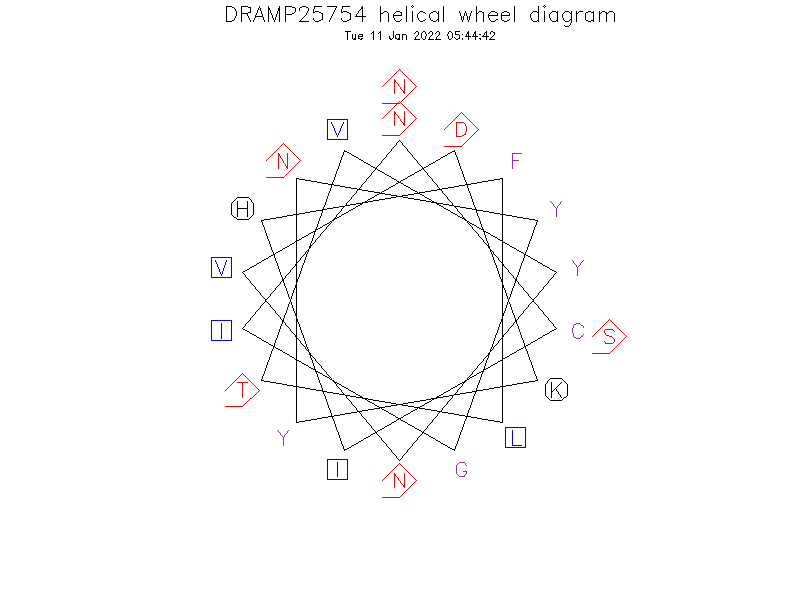 DRAMP25754 helical wheel diagram
Tue 11 Jan 2022 05:44:42
N
N
V D
N F
H Y
V Y
I C S
T K
Y L
I G
N